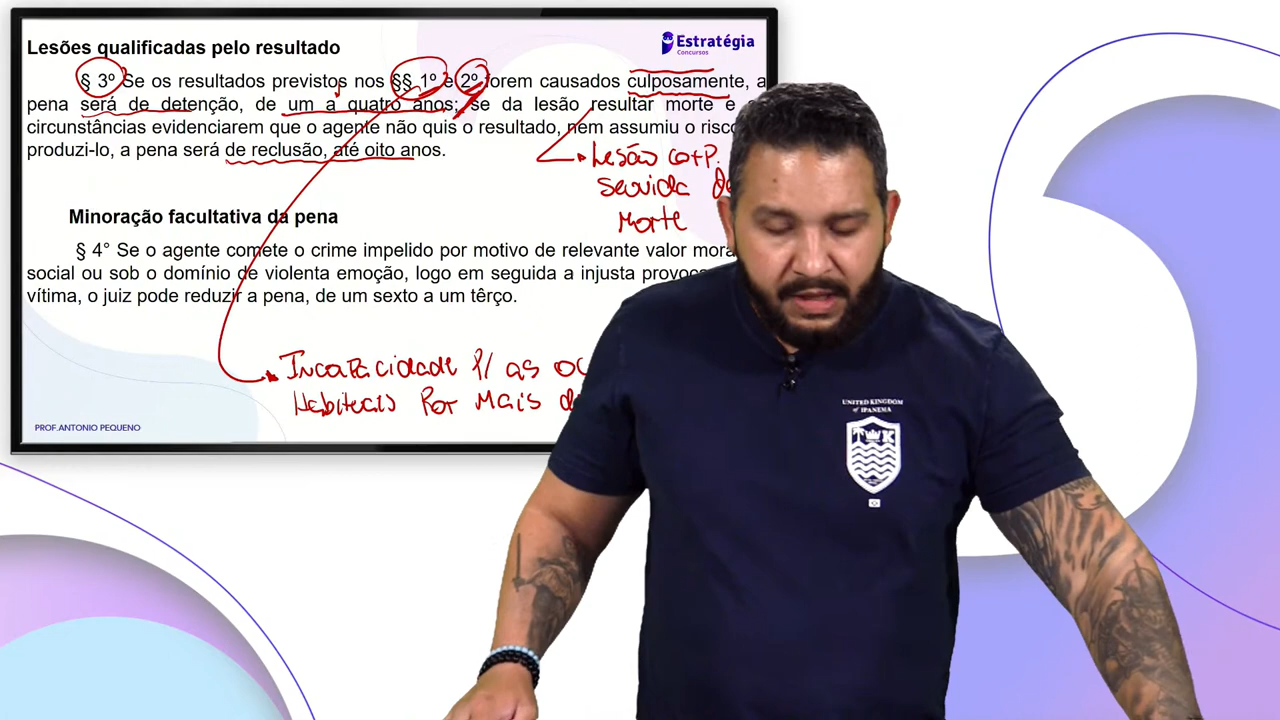 Lesões qualificadas pelo resultado
Estratégia
Concursos
§ 3º Se os resultados previstos nos §§ 1º e 2º forem causados culposamente, a
pena será de detenção, de um a quatro anos; se da lesão resultar morte e
circunstâncias evidenciarem que o agente não quis o resultado, nem assumiu o risco
produzi-lo, a pena será de reclusão, até oito anos.
Lesão corp.
seguida de
morte
Minoração facultativa da pena
§ 4° Se o agente comete o crime impelido por motivo de relevante valor mora
social ou sob o domínio de violenta emoção, logo em seguida a injusta provoc
vítima, o juiz pode reduzir a pena, de um sexto a um têrço.
Incapacidade p/ as oc
Habituais por mais d
PROF.ANTONIO PEQUENO
UNITED KINGDOM
of IPANEMA